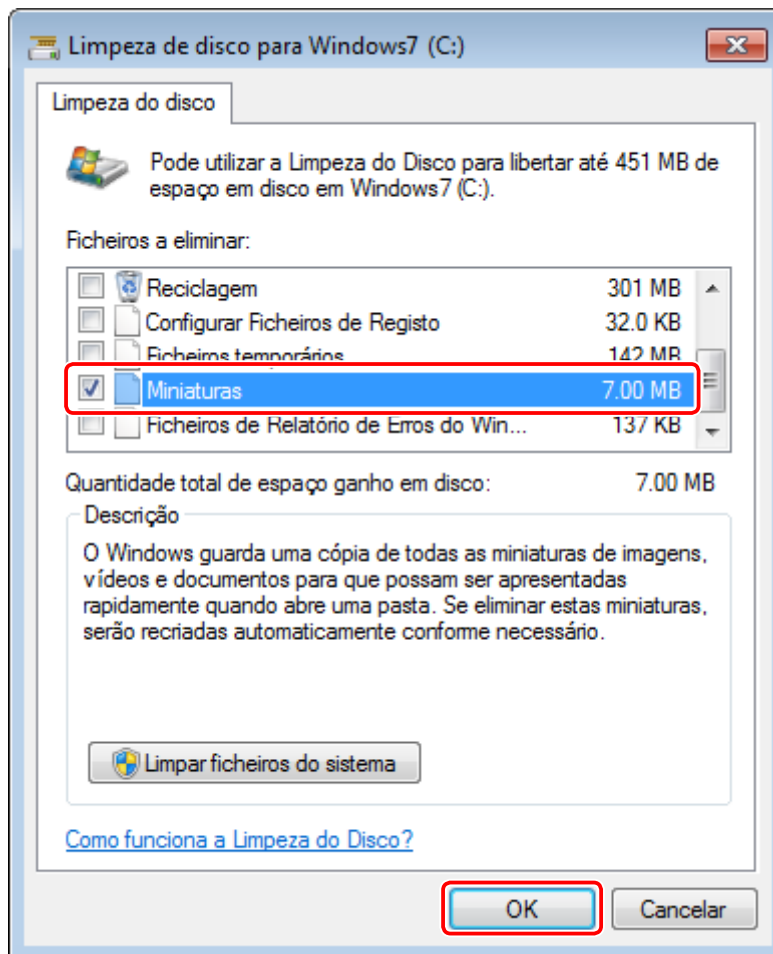 Limpeza de disco para Windows7 (C:)
Limpeza do disco
Pode utilizar a Limpeza do Disco para libertar até 451 MB de
espaço em disco em Windows7 (C:).
Ficheiros a eliminar:
Reciclagem 301 MB
Configurar Ficheiros de Registo 32.0 KB
Ficheiros temporários 142 MB
Miniaturas 7.00 MB
Ficheiros de Relatório de Erros do Win... 137 KB
Quantidade total de espaço ganho em disco: 7.00 MB
Descrição
O Windows guarda uma cópia de todas as miniaturas de imagens,
vídeos e documentos para que possam ser apresentadas
rapidamente quando abre uma pasta. Se eliminar estas miniaturas,
serão recriadas automaticamente conforme necessário.
Limpar ficheiros do sistema
Como funciona a Limpeza do Disco?
OK Cancelar